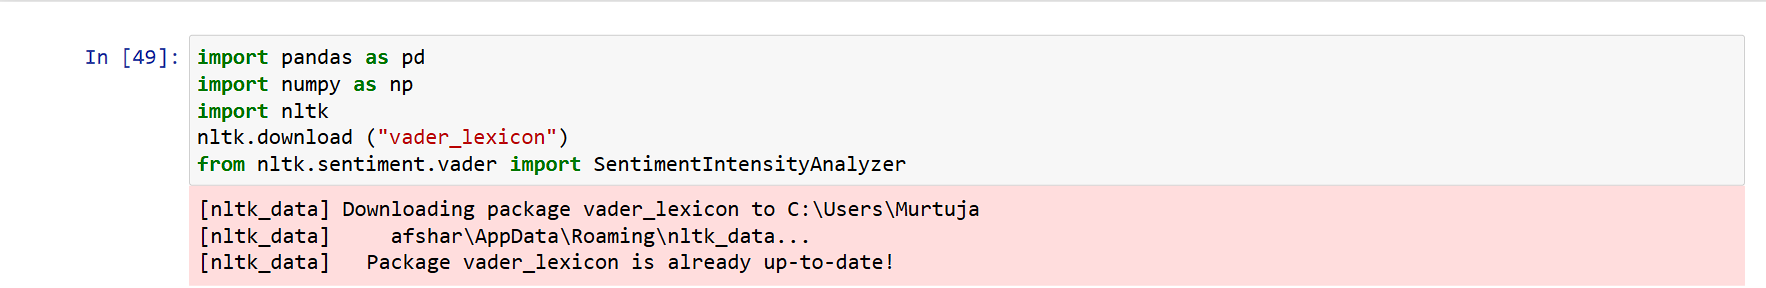 In [49]: import pandas as pd
import numpy as np
import nltk
nltk.download ("vader_lexicon")
from nltk.sentiment.vader import SentimentIntensityAnalyzer
[nltk_data] Downloading package vader_lexicon to C:\Users\Murtuja
[nltk_data]     afshar\AppData\Roaming\nltk_data...
[nltk_data]   Package vader_lexicon is already up-to-date!